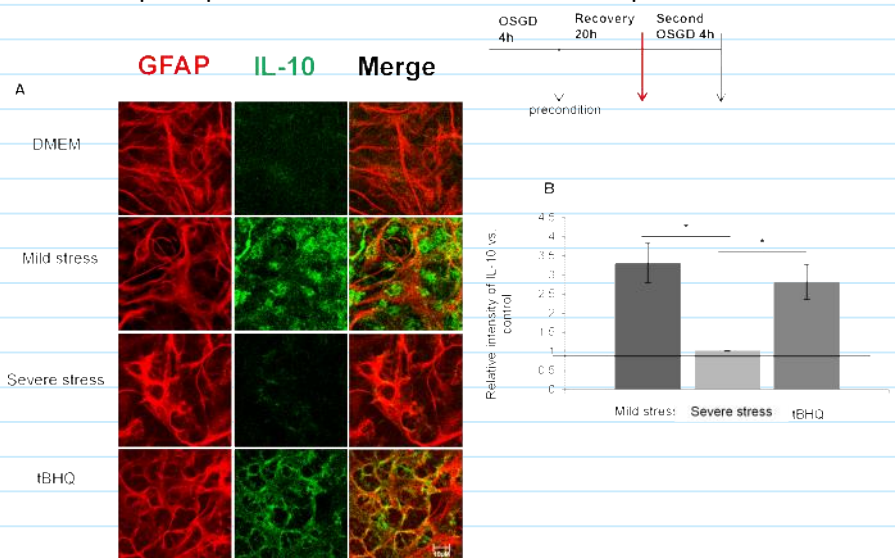 OSGD
4h
Recovery
20h
Second
OSGD 4h
precondition
GFAP IL-10 Merge
A
DMEM
Mild stress
Severe stress
tBHQ
B
Relative intensity of IL-10 vs.
control
4.5
4
3.5
3
2.5
2
1.5
1
0.5
0
*
*
Mild stres
Severe stress
tBHQ